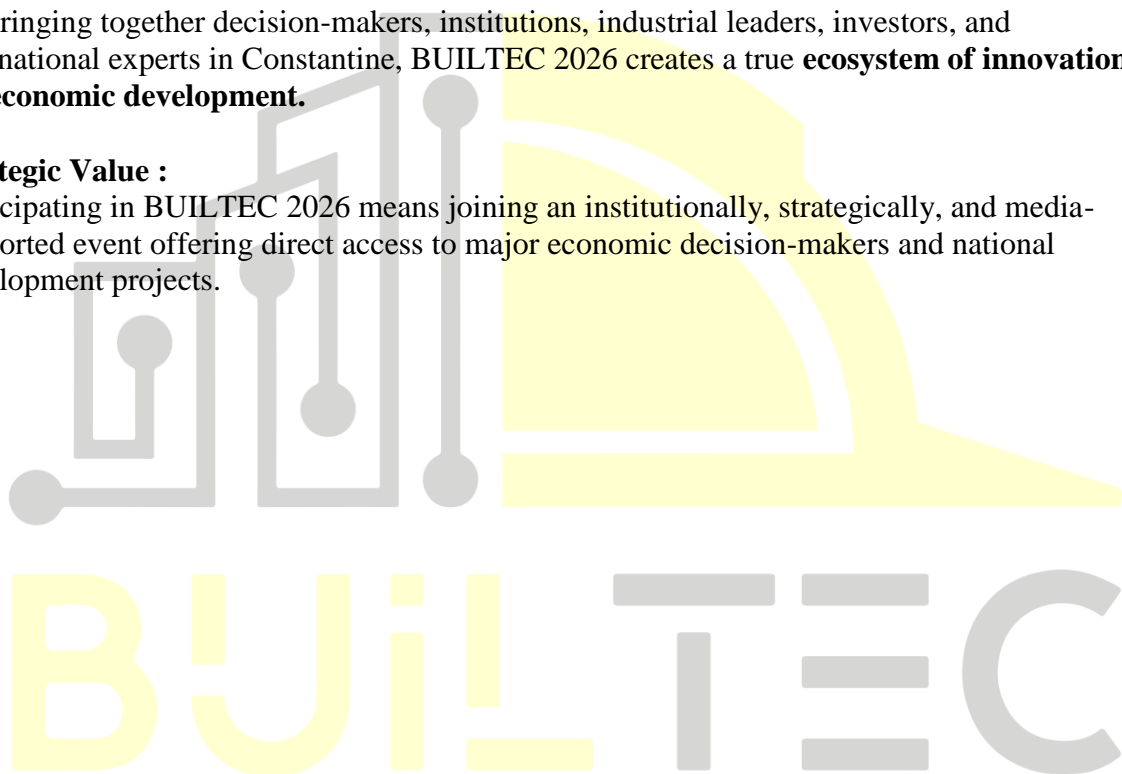 ringing together decision-makers, institutions, industrial leaders, investors, and
national experts in Constantine, BUILTEC 2026 creates a true ecosystem of innovation
economic development.
tegic Value :
cipating in BUILTEC 2026 means joining an institutionally, strategically, and media-
orted event offering direct access to major economic decision-makers and national
lopment projects.
BUiLTEC